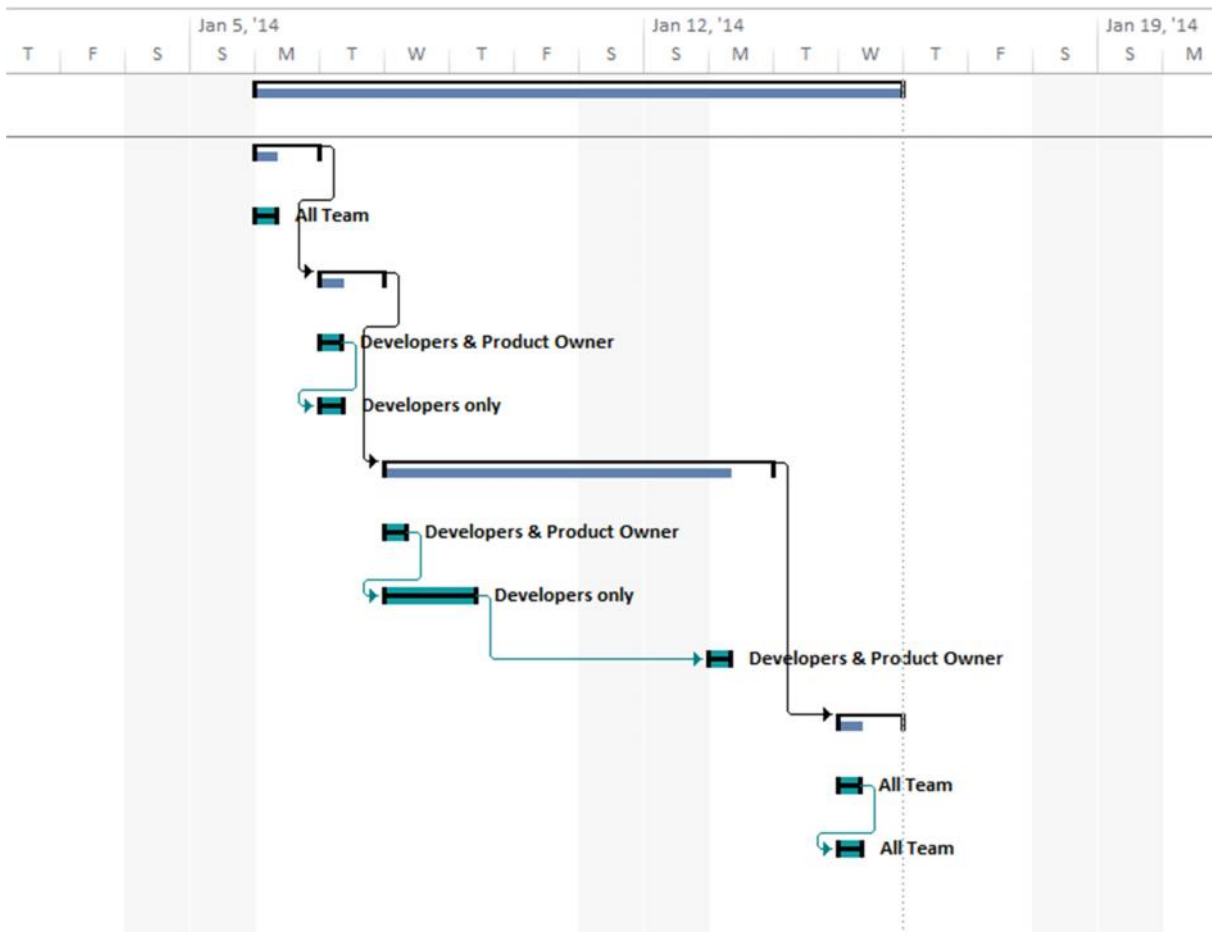 Jan 5, '14 Jan 12, '14 Jan 19, '14
T F S S M T W T F S S M T W T F S S M
All Team
Developers & Product Owner
Developers only
Developers & Product Owner
Developers only
Developers & Product Owner
All Team
All Team